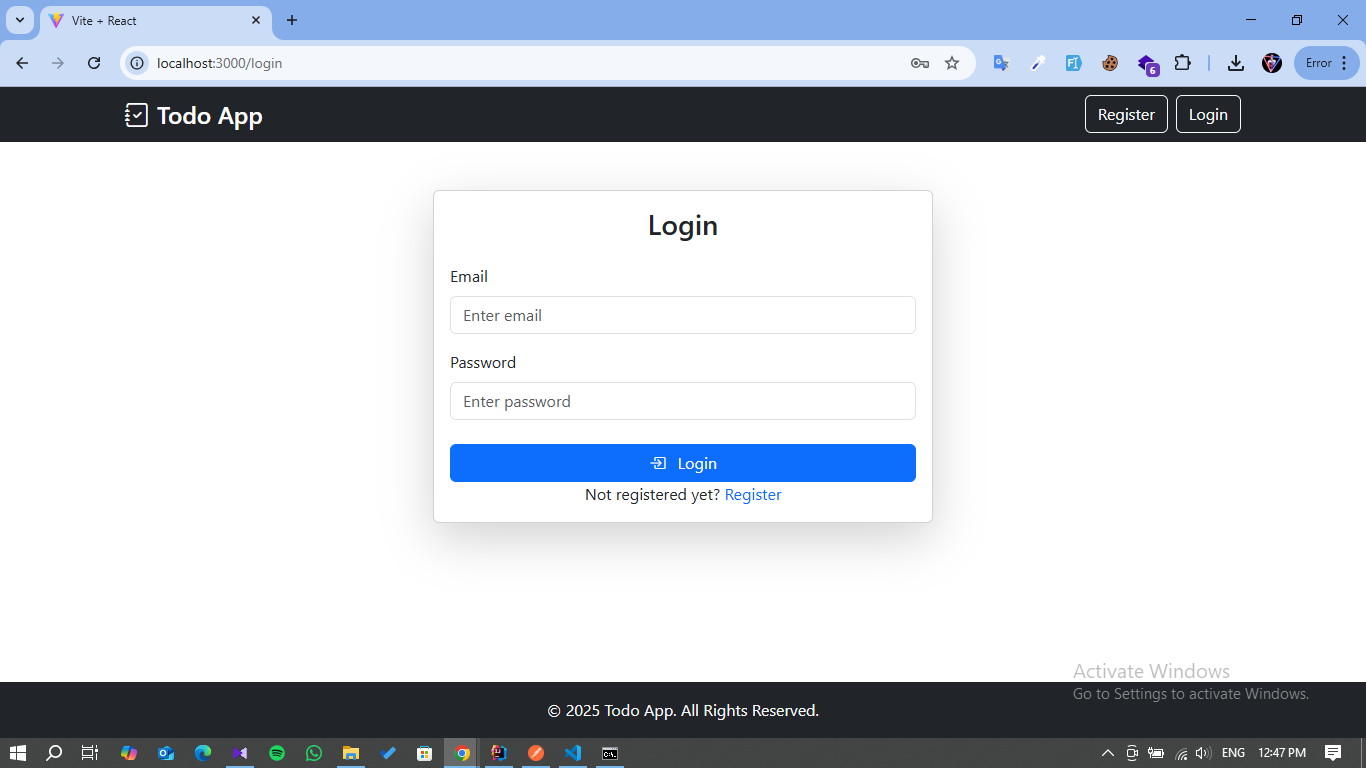 Vite + React
localhost:3000/login
6
Error
Todo App
Register
Login
Login
Email
Enter email
Password
Enter password
Login
Not registered yet? Register
Activate Windows
Go to Settings to activate Windows.
© 2025 Todo App. All Rights Reserved.
ENG
12:47 PM